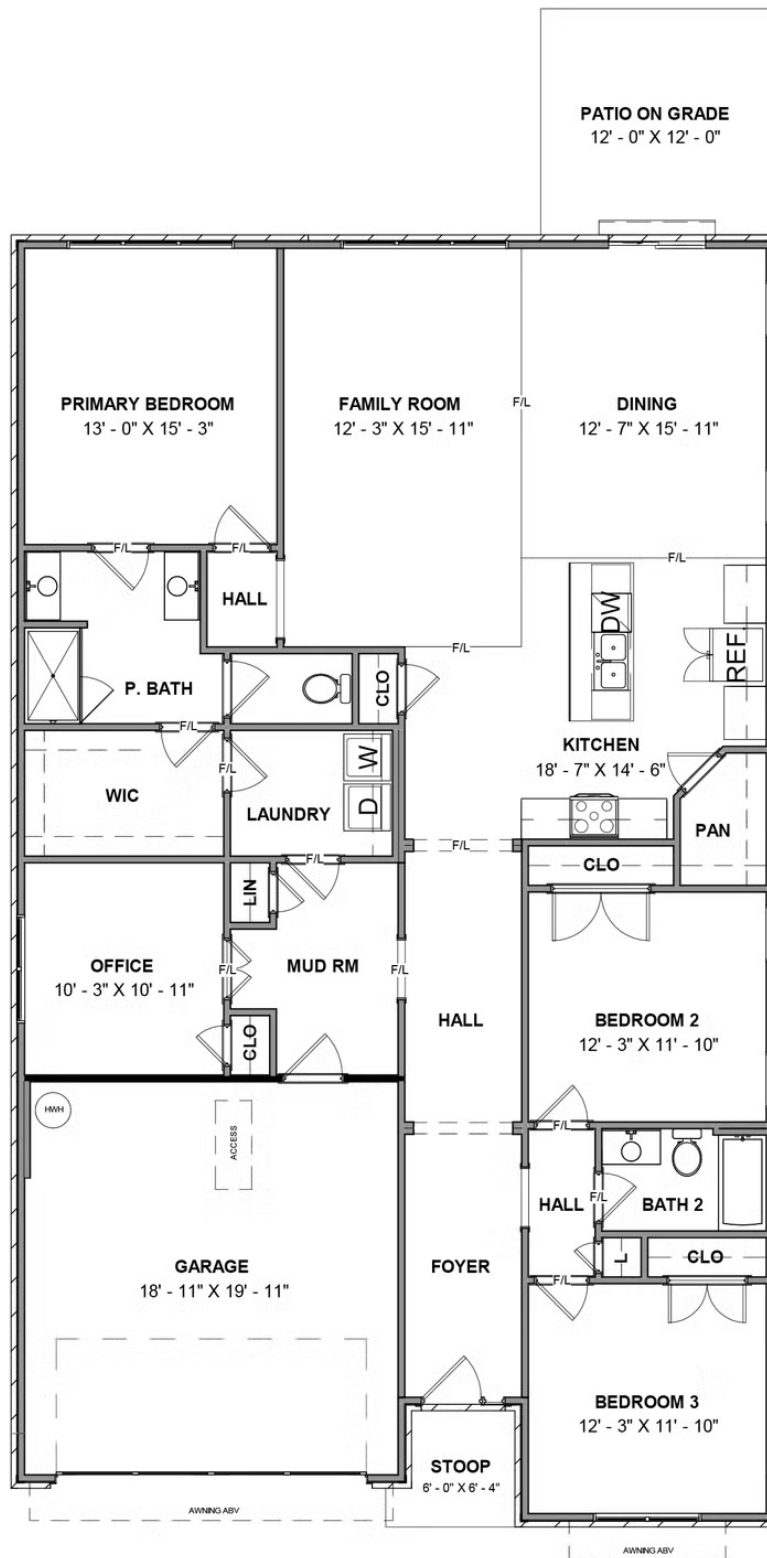 PATIO ON GRADE
12' - 0" X 12' - 0"
PRIMARY BEDROOM
13' - 0" X 15' - 3"
FAMILY ROOM
12' - 3" X 15' - 11"
F/L
DINING
12' - 7" X 15' - 11"
F/L
F/L
F/L
HALL
DW
REF
P. BATH
CLO
F/L
F/L
KITCHEN
18' - 7" X 14' - 6"
WIC
F/L
LAUNDRY
W
D
PAN
F/L
F/L
CLO
LIN
OFFICE
10' - 3" X 10' - 11"
F/L
MUD RM
F/L
CLO
HALL
BEDROOM 2
12' - 3" X 11' - 10"
HWH
ACCESS
F/L
HALL
F/L
BATH 2
GARAGE
18' - 11" X 19' - 11"
FOYER
L
CLO
F/L
BEDROOM 3
12' - 3" X 11' - 10"
STOOP
6' - 0" X 6' - 4"
AWNING ABV
AWNING ABV